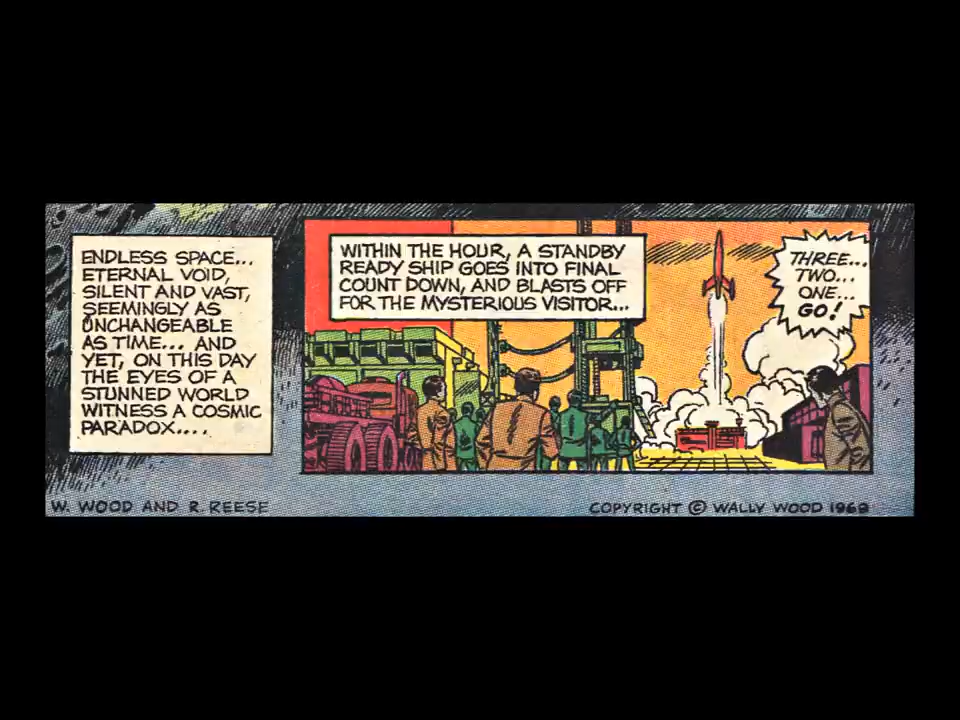 ENDLESS SPACE...
ETERNAL VOID,
SILENT AND VAST,
SEEMINGLY AS
UNCHANGEABLE
AS TIME... AND
YET, ON THIS DAY
THE EYES OF A
STUNNED WORLD
WITNESS A COSMIC
PARADOX....
WITHIN THE HOUR, A STANDBY
READY SHIP GOES INTO FINAL
COUNT DOWN, AND BLASTS OFF
FOR THE MYSTERIOUS VISITOR...
THREE...
TWO...
ONE...
GO!
W. WOOD AND R. REESE
COPYRIGHT © WALLY WOOD 1969